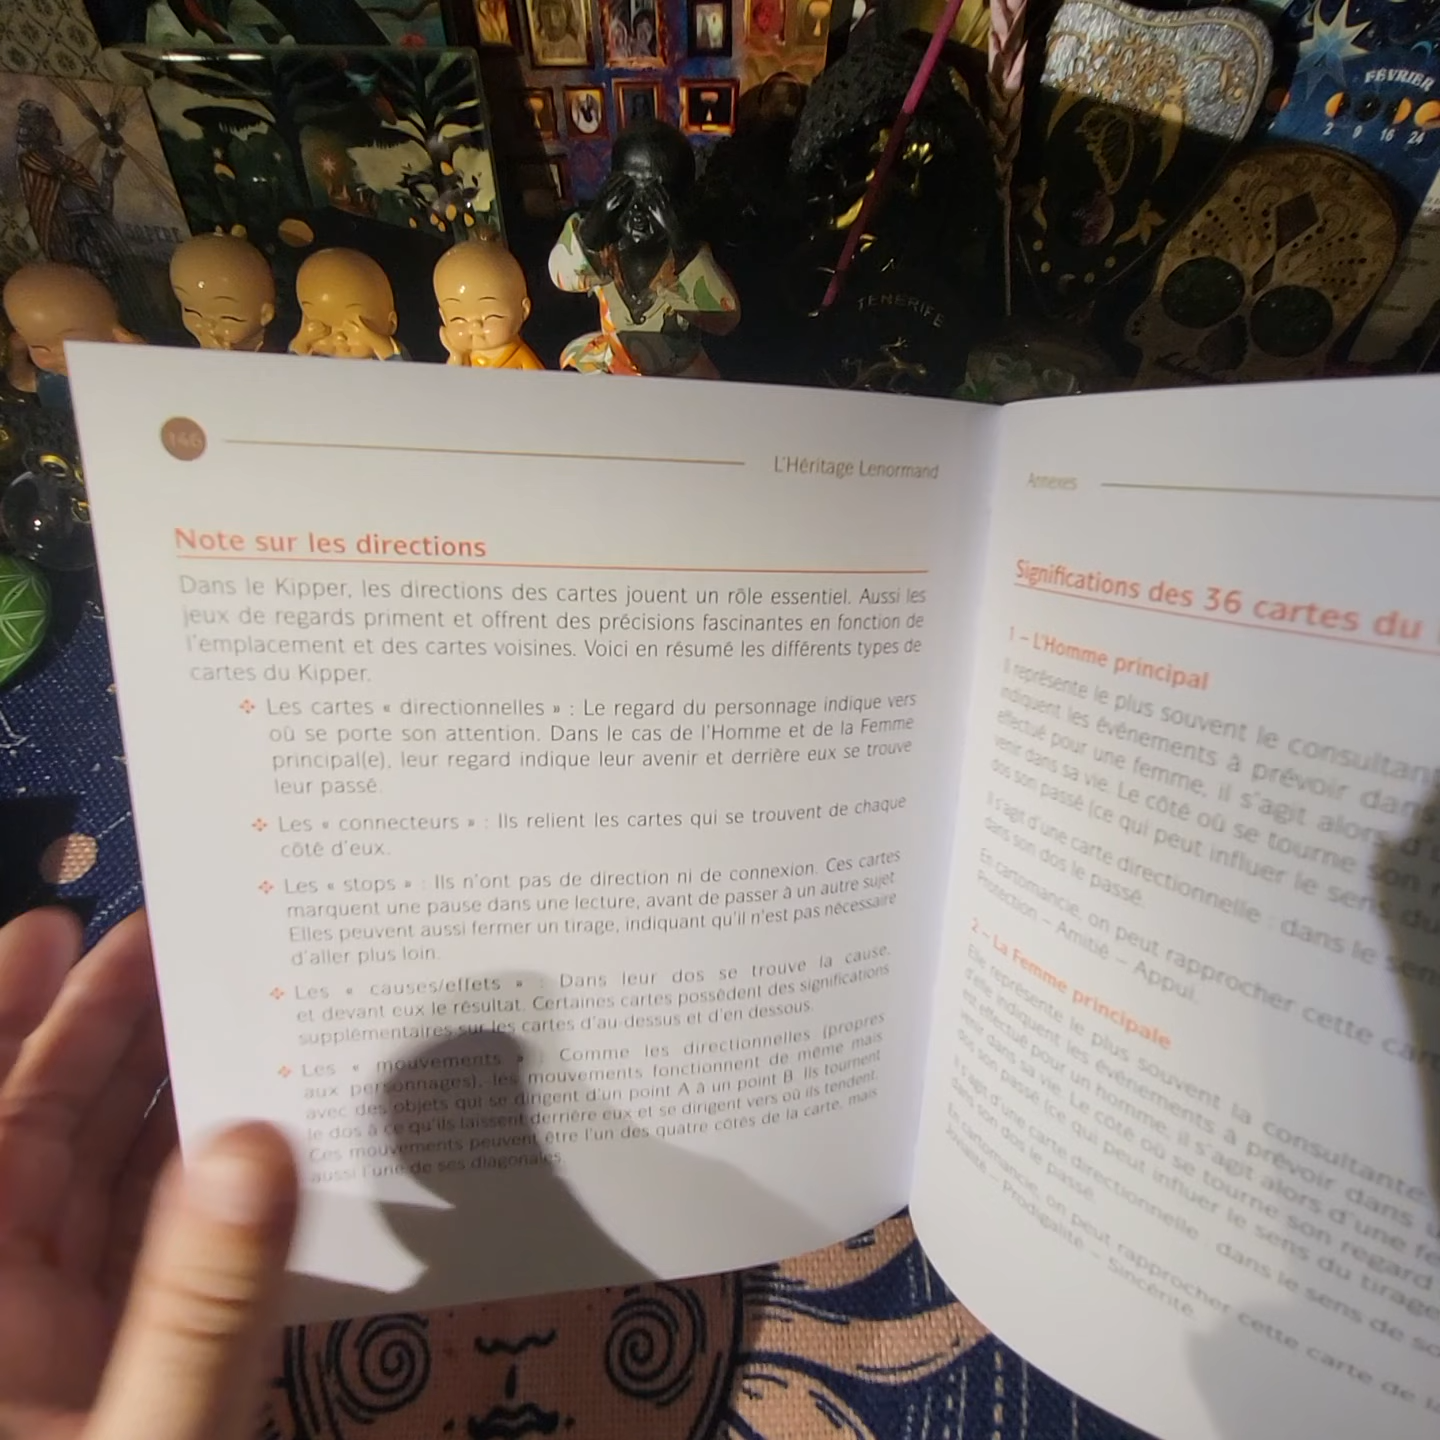 FÉVRIER
2 9 16 24
TENERIFE
146
L'Héritage Lenormand
Note sur les directions
Dans le Kipper, les directions des cartes jouent un rôle essentiel. Aussi les
jeux de regards priment et offrent des précisions fascinantes en fonction de
l'emplacement et des cartes voisines. Voici en résumé les différents types de
cartes du Kipper.
❖ Les cartes « directionnelles » : Le regard du personnage indique vers
où se porte son attention. Dans le cas de l'Homme et de la Femme
principal(e), leur regard indique leur avenir et derrière eux se trouve
leur passé.
❖ Les « connecteurs » : Ils relient les cartes qui se trouvent de chaque
côté d'eux.
❖ Les « stops » : Ils n'ont pas de direction ni de connexion. Ces cartes
marquent une pause dans une lecture, avant de passer à un autre sujet
Elles peuvent aussi fermer un tirage, indiquant qu'il n'est pas nécessaire
d'aller plus loin.
❖ Les « causes/effets » : Dans leur dos se trouve la cause,
et devant eux le résultat. Certaines cartes possèdent des significations
supplémentaires sur les cartes d'au-dessus et d'en dessous.
❖ Les « mouvements » : Comme les directionnelles (propres
aux personnages), les mouvements fonctionnent de même mais
avec des objets qui se dirigent d'un point A à un point B. Ils tournent
le dos à ce qu'ils laissent derrière eux et se dirigent vers où ils tendent.
Ces mouvements peuvent être l'un des quatre côtés de la carte, mais
aussi l'une de ses diagonales.
Annexes
Significations des 36 cartes du
1 – L'Homme principal
Il représente le plus souvent le consultant
indiquent les événements à prévoir dans
effectué pour une femme, il s'agit alors d'u
venir dans sa vie. Le côté où se tourne son
dos son passé (ce qui peut influer le sens du
Il s'agit d'une carte directionnelle : dans le sen
dans son dos le passé.
En cartomancie, on peut rapprocher cette car
Protection – Amitié – Appui.
2 – La Femme principale
Elle représente le plus souvent la consultante
d'elle indiquent les événements à prévoir dans
est effectué pour un homme, il s'agit alors d'une fe
venir dans sa vie. Le côté où se tourne son regard
dos son passé (ce qui peut influer le sens du tirage
Il s'agit d'une carte directionnelle : dans le sens de so
dans son dos le passé.
En cartomancie, on peut rapprocher cette carte de la
Jovialité – Prodigalité – Sincérité.